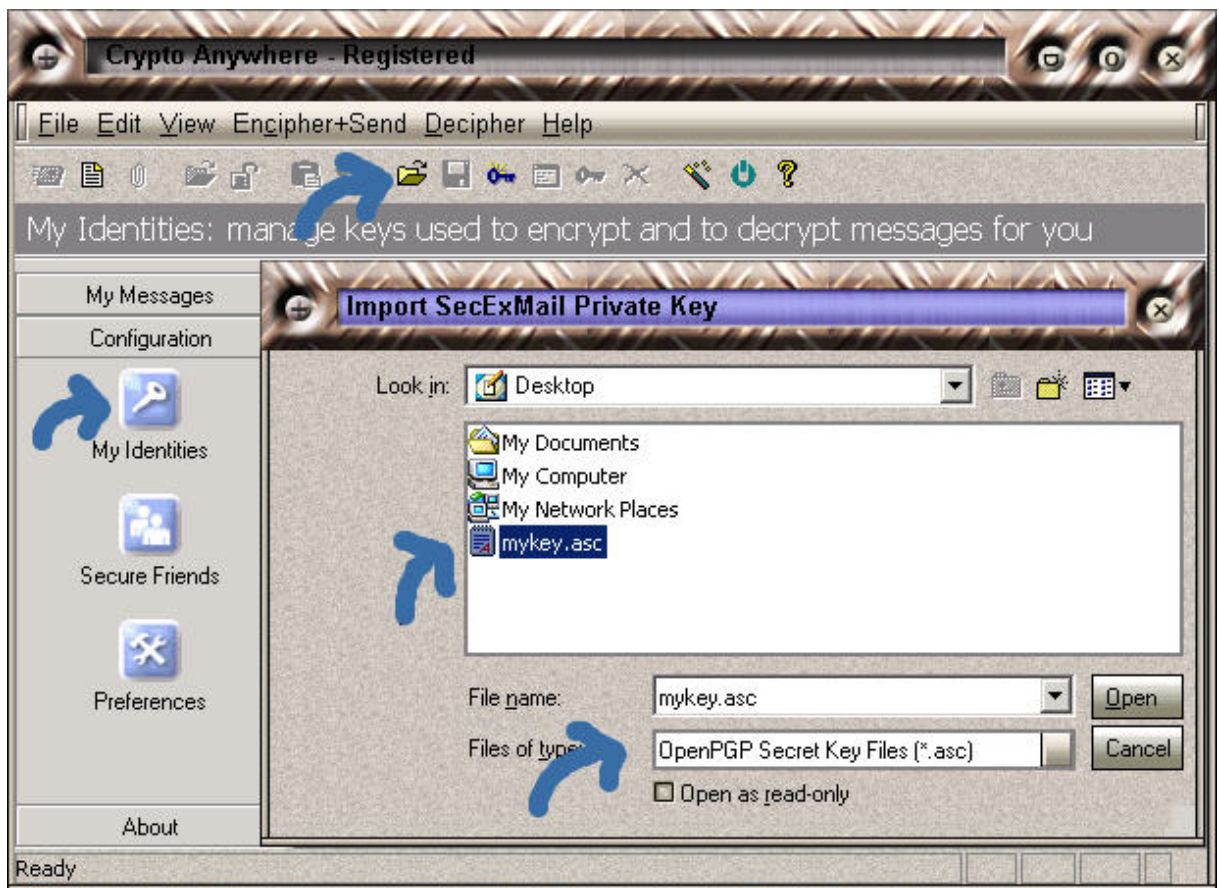 Crypto Anywhere - Registered
File Edit View Encipher+Send Decipher Help
My Identities: manage keys used to encrypt and to decrypt messages for you
My Messages
Configuration
My Identities
Secure Friends
Preferences
About
Import SecExMail Private Key
Look in: Desktop
My Documents
My Computer
My Network Places
mykey.asc
File name: mykey.asc Open
Files of type: OpenPGP Secret Key Files (*.asc) Cancel
Open as read-only
Ready